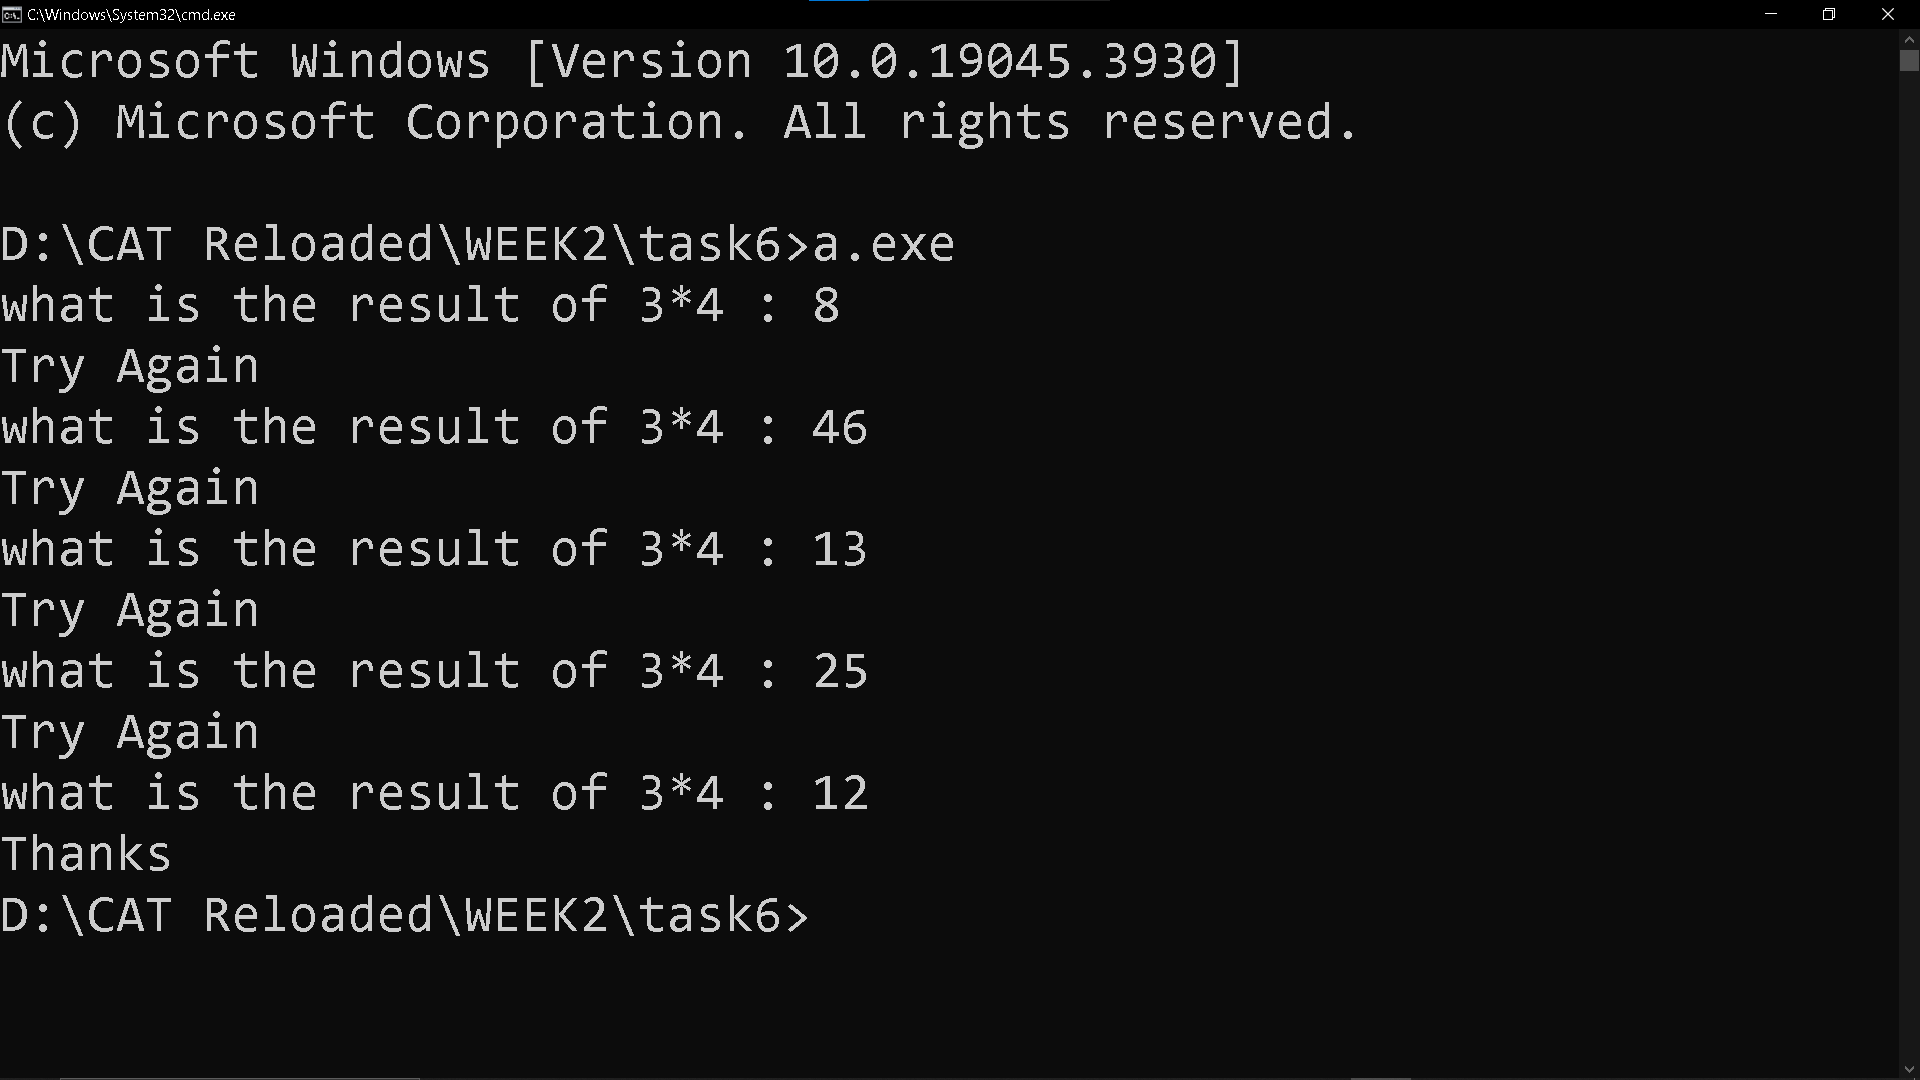 C:\Windows\System32\cmd.exe
Microsoft Windows [Version 10.0.19045.3930]
(c) Microsoft Corporation. All rights reserved.
D:\CAT Reloaded\WEEK2\task6>a.exe
what is the result of 3*4 : 8
Try Again
what is the result of 3*4 : 46
Try Again
what is the result of 3*4 : 13
Try Again
what is the result of 3*4 : 25
Try Again
what is the result of 3*4 : 12
Thanks
D:\CAT Reloaded\WEEK2\task6>